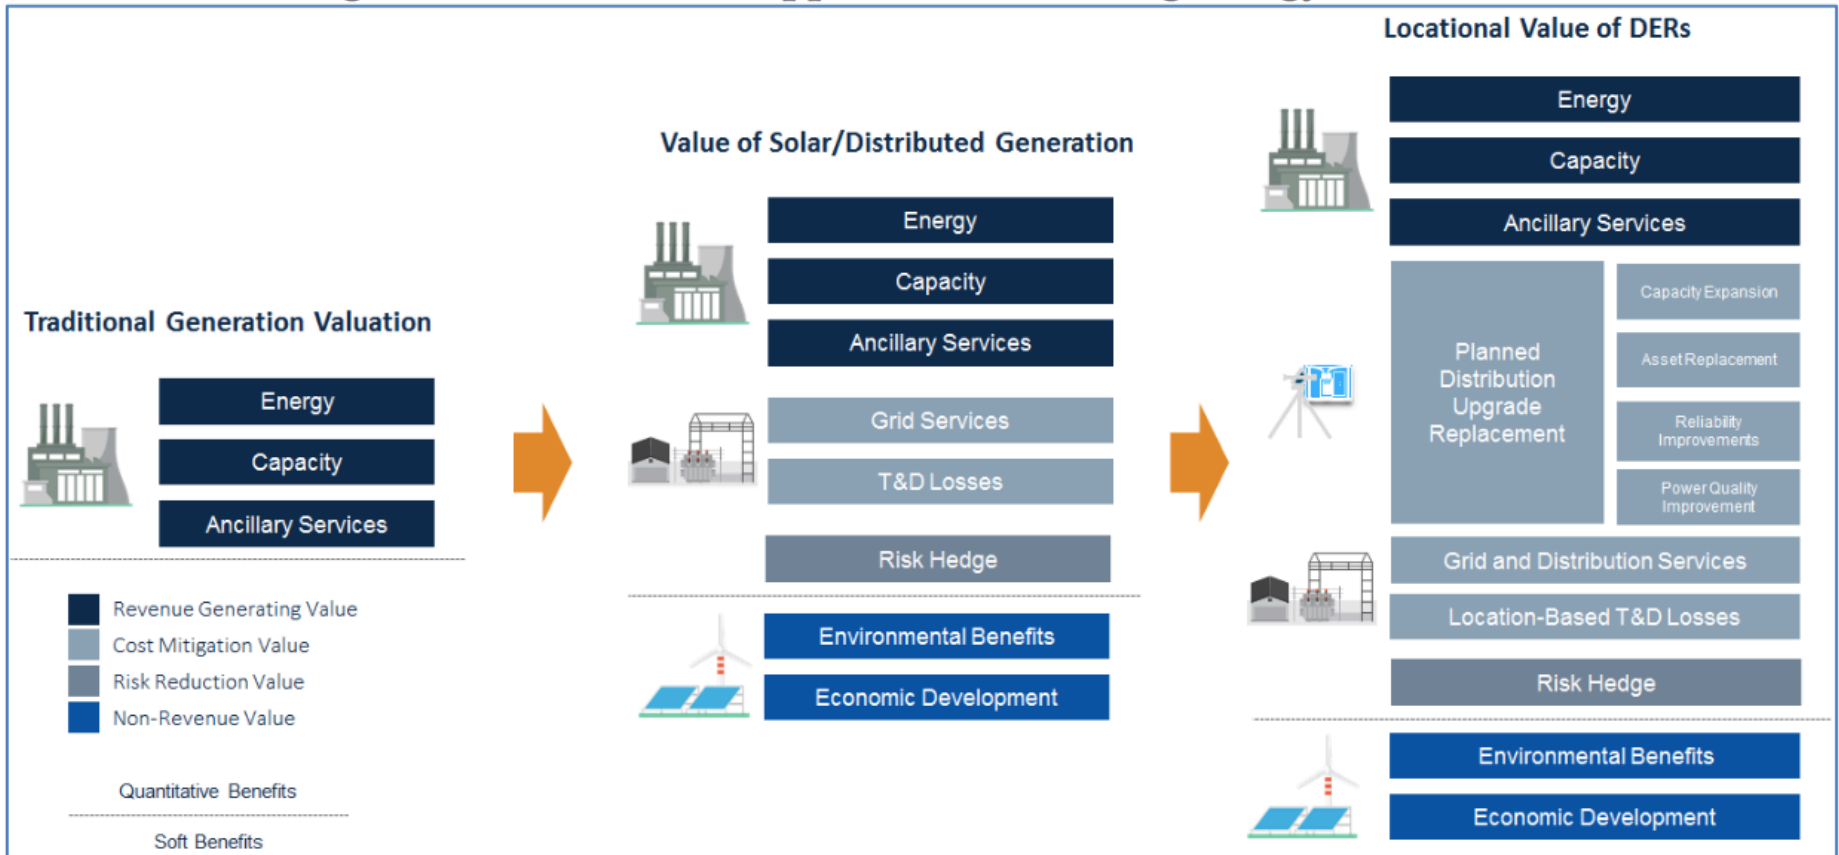 Locational Value of DERs
Energy
Capacity
Ancillary Services
Planned
Distribution
Upgrade
Replacement
Capacity Expansion
Asset Replacement
Reliability
Improvements
Power Quality
Improvement
Grid and Distribution Services
Location-Based T&D Losses
Risk Hedge
Environmental Benefits
Economic Development
Value of Solar/Distributed Generation
Energy
Capacity
Ancillary Services
Grid Services
T&D Losses
Risk Hedge
Environmental Benefits
Economic Development
Traditional Generation Valuation
Energy
Capacity
Ancillary Services
Revenue Generating Value
Cost Mitigation Value
Risk Reduction Value
Non-Revenue Value
Quantitative Benefits
Soft Benefits